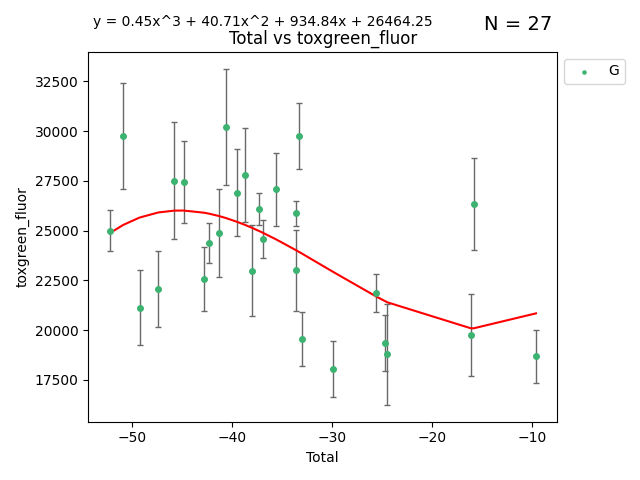 y = 0.45x^3 + 40.71x^2 + 934.84x + 26464.25
N = 27
Total vs toxgreen_fluor
G
toxgreen_fluor
32500
30000
27500
25000
22500
20000
17500
−50
−40
−30
−20
−10
Total